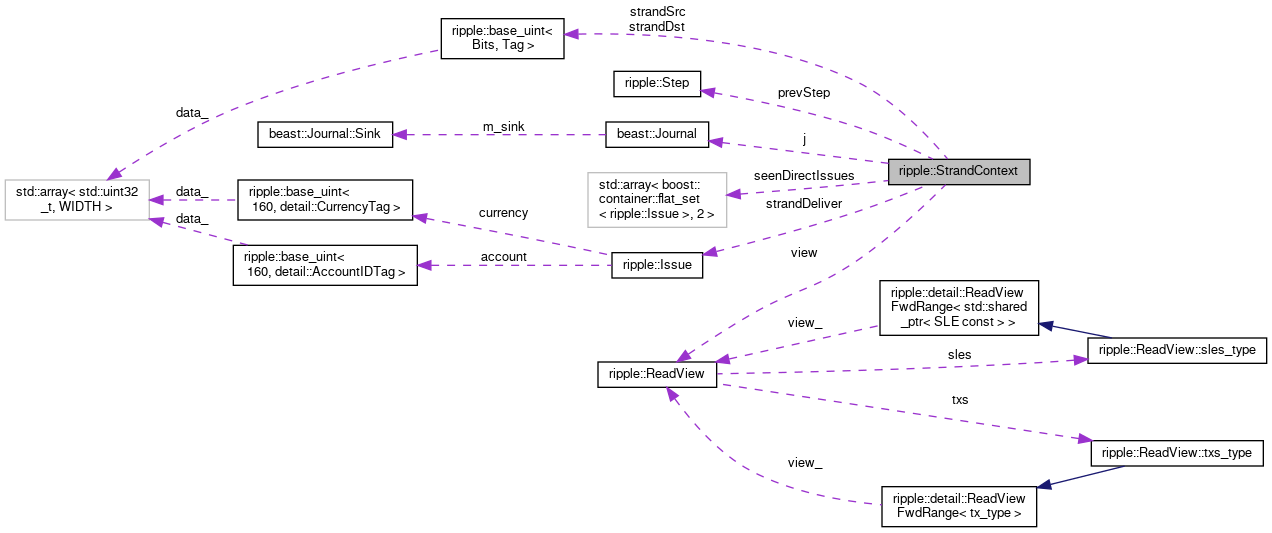 strandSrc
strandDst
ripple::base_uint<
Bits, Tag >
ripple::Step
prevStep
data_
beast::Journal::Sink
m_sink
beast::Journal
j
ripple::StrandContext
std::array< std::uint32
_t, WIDTH >
data_
ripple::base_uint<
160, detail::CurrencyTag >
std::array< boost::
container::flat_set
< ripple::Issue >, 2 >
seenDirectIssues
strandDeliver
data_
currency
ripple::base_uint<
160, detail::AccountIDTag >
account
ripple::Issue
view
ripple::detail::ReadView
FwdRange< std::shared
_ptr< SLE const > >
view_
ripple::ReadView::sles_type
sles
ripple::ReadView
txs
ripple::ReadView::txs_type
view_
ripple::detail::ReadView
FwdRange< tx_type >